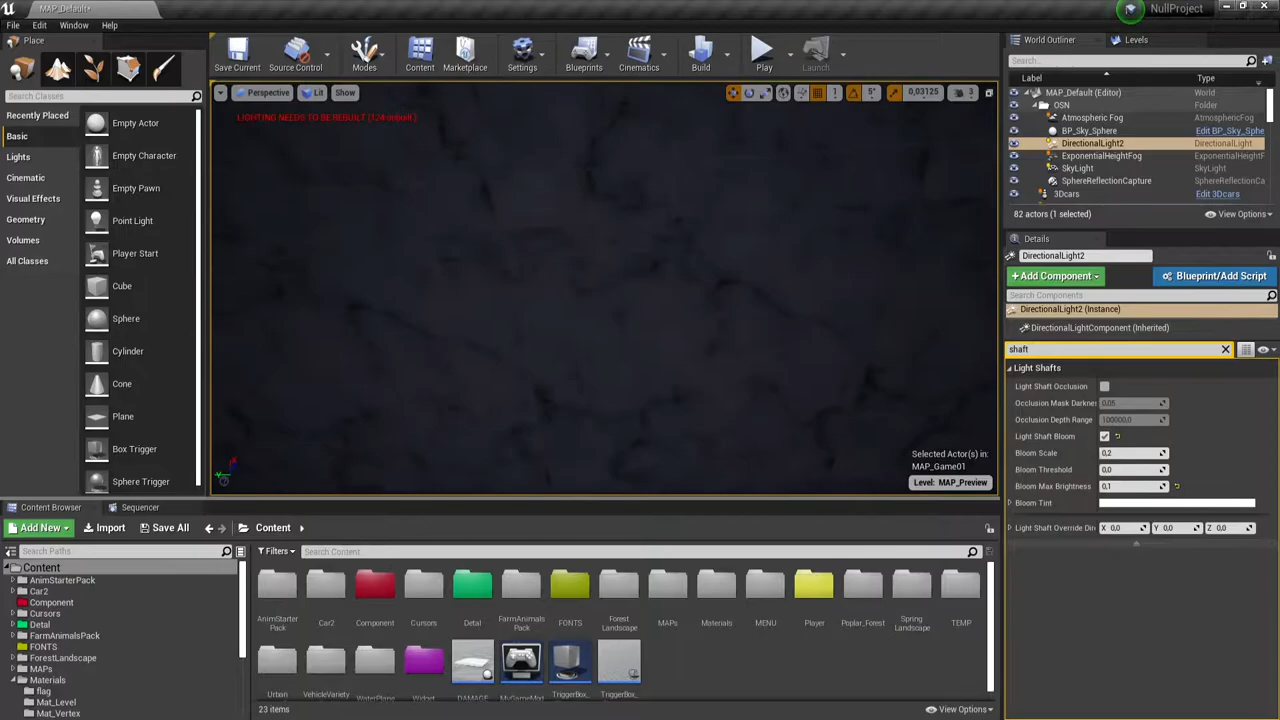 MAP_Default*
NullProject
File Edit Window Help
Place
Search Classes
Recently Placed
Basic
Lights
Cinematic
Visual Effects
Geometry
Volumes
All Classes
Empty Actor
Empty Character
Empty Pawn
Point Light
Player Start
Cube
Sphere
Cylinder
Cone
Plane
Box Trigger
Sphere Trigger
Save Current
Source Control
Modes
Content
Marketplace
Settings
Blueprints
Cinematics
Build
Play
Launch
Perspective Lit Show
1 5° 0,03125 3
LIGHTING NEEDS TO BE REBUILT
Selected Actor(s) in:
MAP_Game01
Level: MAP_Preview
World Outliner Levels
Search...
Label Type
MAP_Default (Editor) World
OSN Folder
Atmospheric Fog AtmosphericFog
BP_Sky_Sphere Edit BP_Sky_Sphe
DirectionalLight2 DirectionalLight
ExponentialHeightFog ExponentialHeightF
SkyLight SkyLight
SphereReflectionCapture SphereReflectionCa
3Dcars Edit 3Dcars
82 actors (1 selected) View Options
Details
DirectionalLight2
+Add Component Blueprint/Add Script
Search Components
DirectionalLight2 (Instance)
DirectionalLightComponent (Inherited)
shaft
Light Shafts
Light Shaft Occlusion
Occlusion Mask Darknes 0,05
Occlusion Depth Range 100000,0
Light Shaft Bloom
Bloom Scale 0,2
Bloom Threshold 0,0
Bloom Max Brightness 0,1
Bloom Tint
Light Shaft Override Dire X 0,0 Y 0,0 Z 0,0
Content Browser Sequencer
Add New Import Save All Content
Search Paths
Content
AnimStarterPack
Car2
Component
Cursors
Detal
FarmAnimalsPack
FONTS
ForestLandscape
MAPs
Materials
flag
Mat_Level
Mat_Vertex
Filters Search Content
AnimStarter Pack
Car2
Component
Cursors
Detal
FarmAnimals Pack
FONTS
Forest Landscape
MAPs
Materials
MENU
Player
Poplar_Forest
Spring Landscape
TEMP
Urban
VehicleVariety
WaterPlane
Widget
DAMAGE
MyGameMod
TriggerBox_
TriggerBox_
23 items View Options